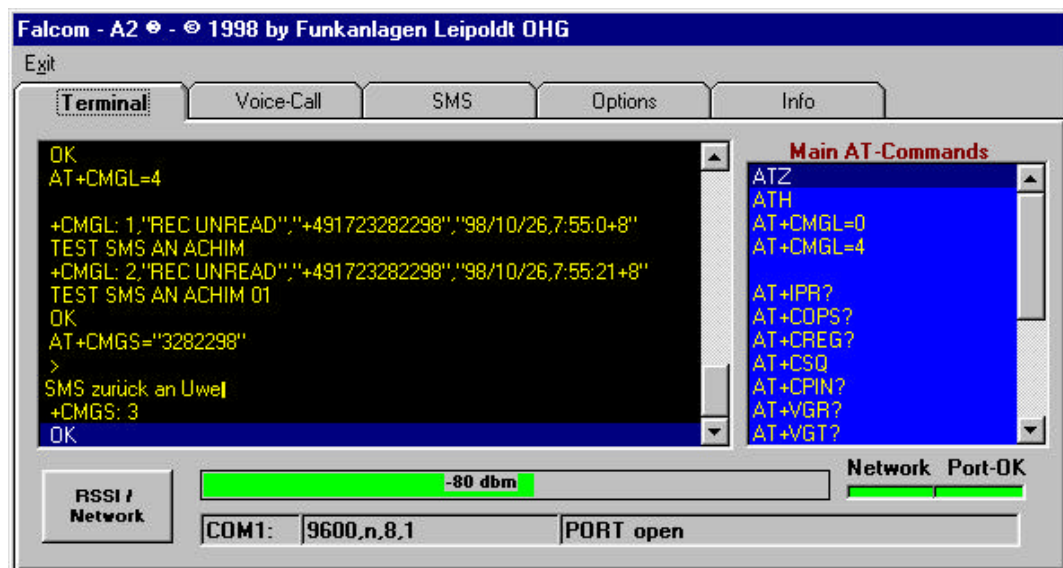 Falcom - A2 ® - © 1998 by Funkanlagen Leipoldt OHG
Exit
Terminal
Voice-Call
SMS
Options
Info
OK
AT+CMGL=4
+CMGL: 1,"REC UNREAD","+491723282298","98/10/26,7:55:0+8"
TEST SMS AN ACHIM
+CMGL: 2,"REC UNREAD","+491723282298","98/10/26,7:55:21+8"
TEST SMS AN ACHIM 01
OK
AT+CMGS="3282298"
>
SMS zurück an Uwe
+CMGS: 3
OK
Main AT-Commands
ATZ
ATH
AT+CMGL=0
AT+CMGL=4
AT+IPR?
AT+COPS?
AT+CREG?
AT+CSQ
AT+CPIN?
AT+VGR?
AT+VGT?
RSSI /
Network
-80 dbm
Network Port-OK
COM1: 9600,n,8,1 PORT open